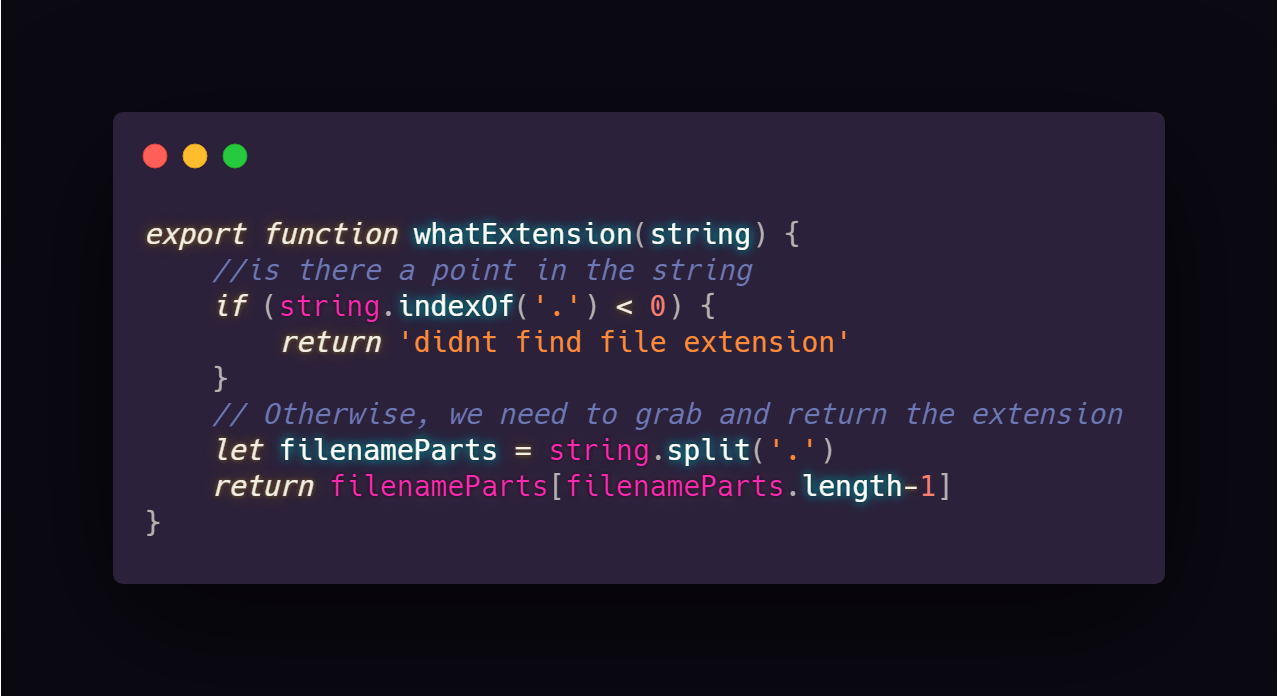 export function whatExtension(string) {
    //is there a point in the string
    if (string.indexOf('.') < 0) {
        return 'didnt find file extension'
    }
    // Otherwise, we need to grab and return the extension
    let filenameParts = string.split('.')
    return filenameParts[filenameParts.length-1]
}